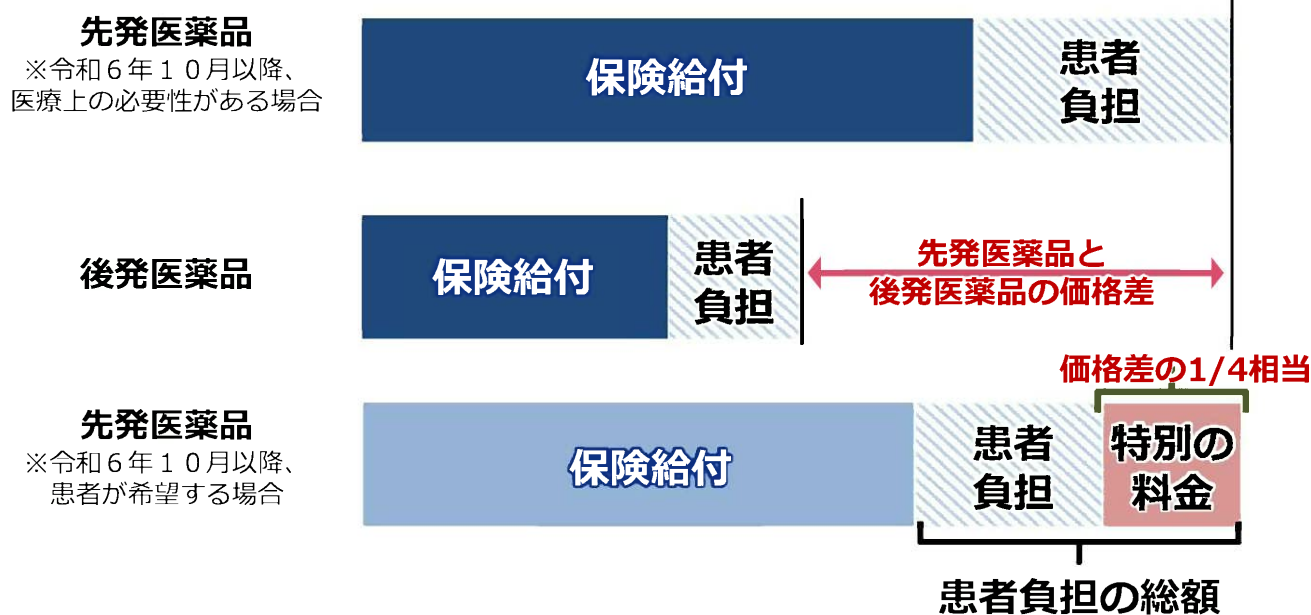 先発医薬品
※令和６年１０月以降、
医療上の必要性がある場合
保険給付
患者
負担
後発医薬品
保険給付
患者
負担
先発医薬品と
後発医薬品の価格差
価格差の1/4相当
先発医薬品
※令和６年１０月以降、
患者が希望する場合
保険給付
患者
負担
特別の
料金
患者負担の総額